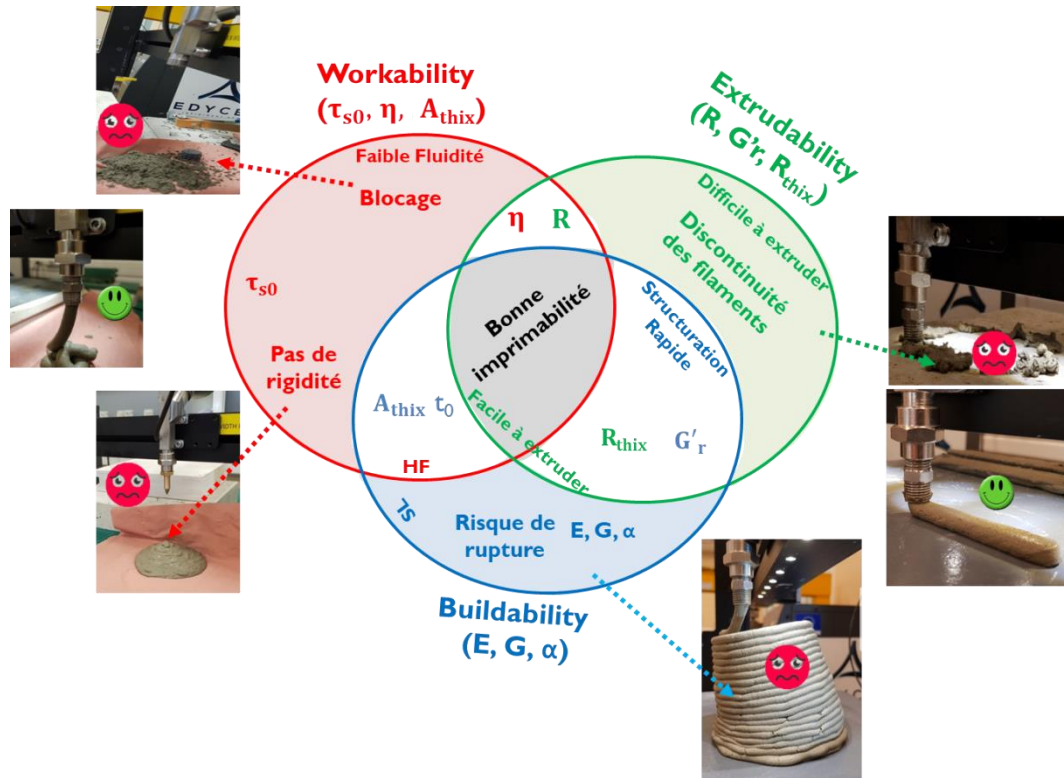 EDYCE
Workability
(τs0, η, Athix)
Extrudability
(R, G'r, Rthix)
Faible Fluidité
Blocage
η R
Difficile à extruder
Discontinuité
des filaments
τs0
Bonne
imprimabilité
Structuration
Rapide
Pas de
rigidité
Athix t0
Facile à extruder
Rthix G'r
HF
SL
Risque de
rupture
E, G, α
Buildability
(E, G, α)